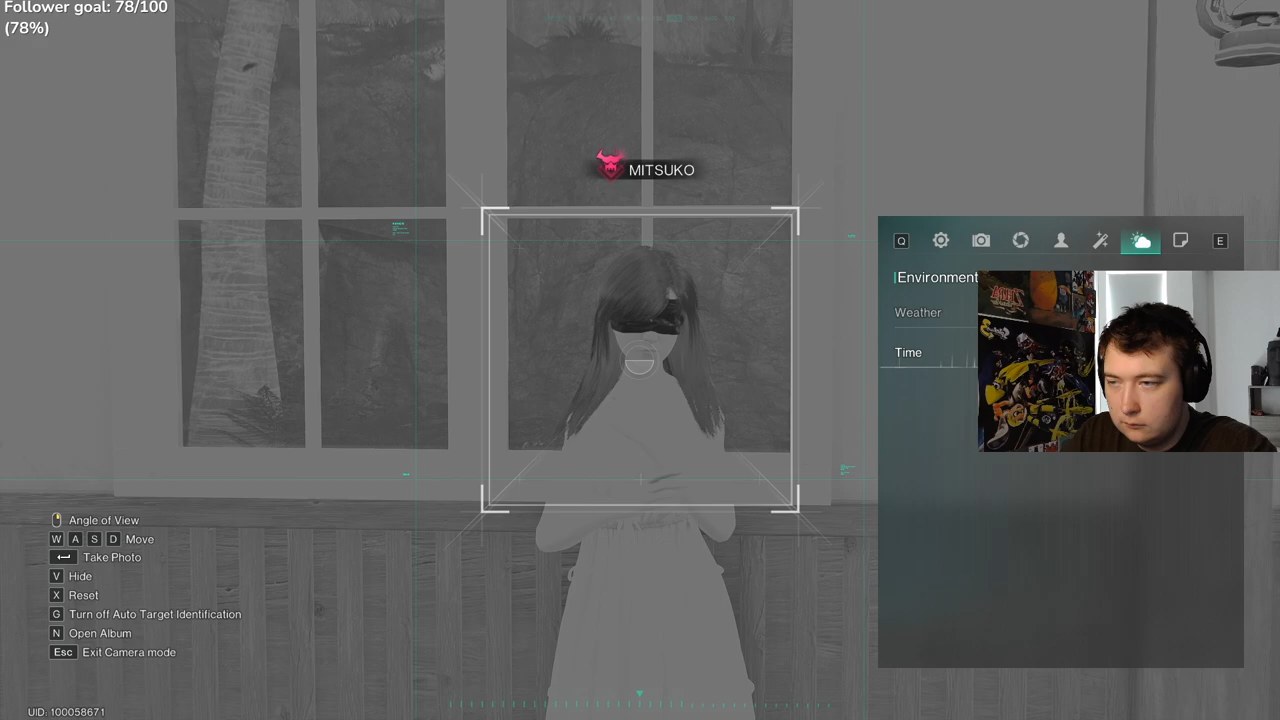 Follower goal: 78/100
(78%)
MITSUKO
Q
E
Environment
Weather
Time
Angle of View
W A S D Move
Take Photo
V Hide
X Reset
G Turn off Auto Target Identification
N Open Album
Esc Exit Camera mode
UID: 100058671